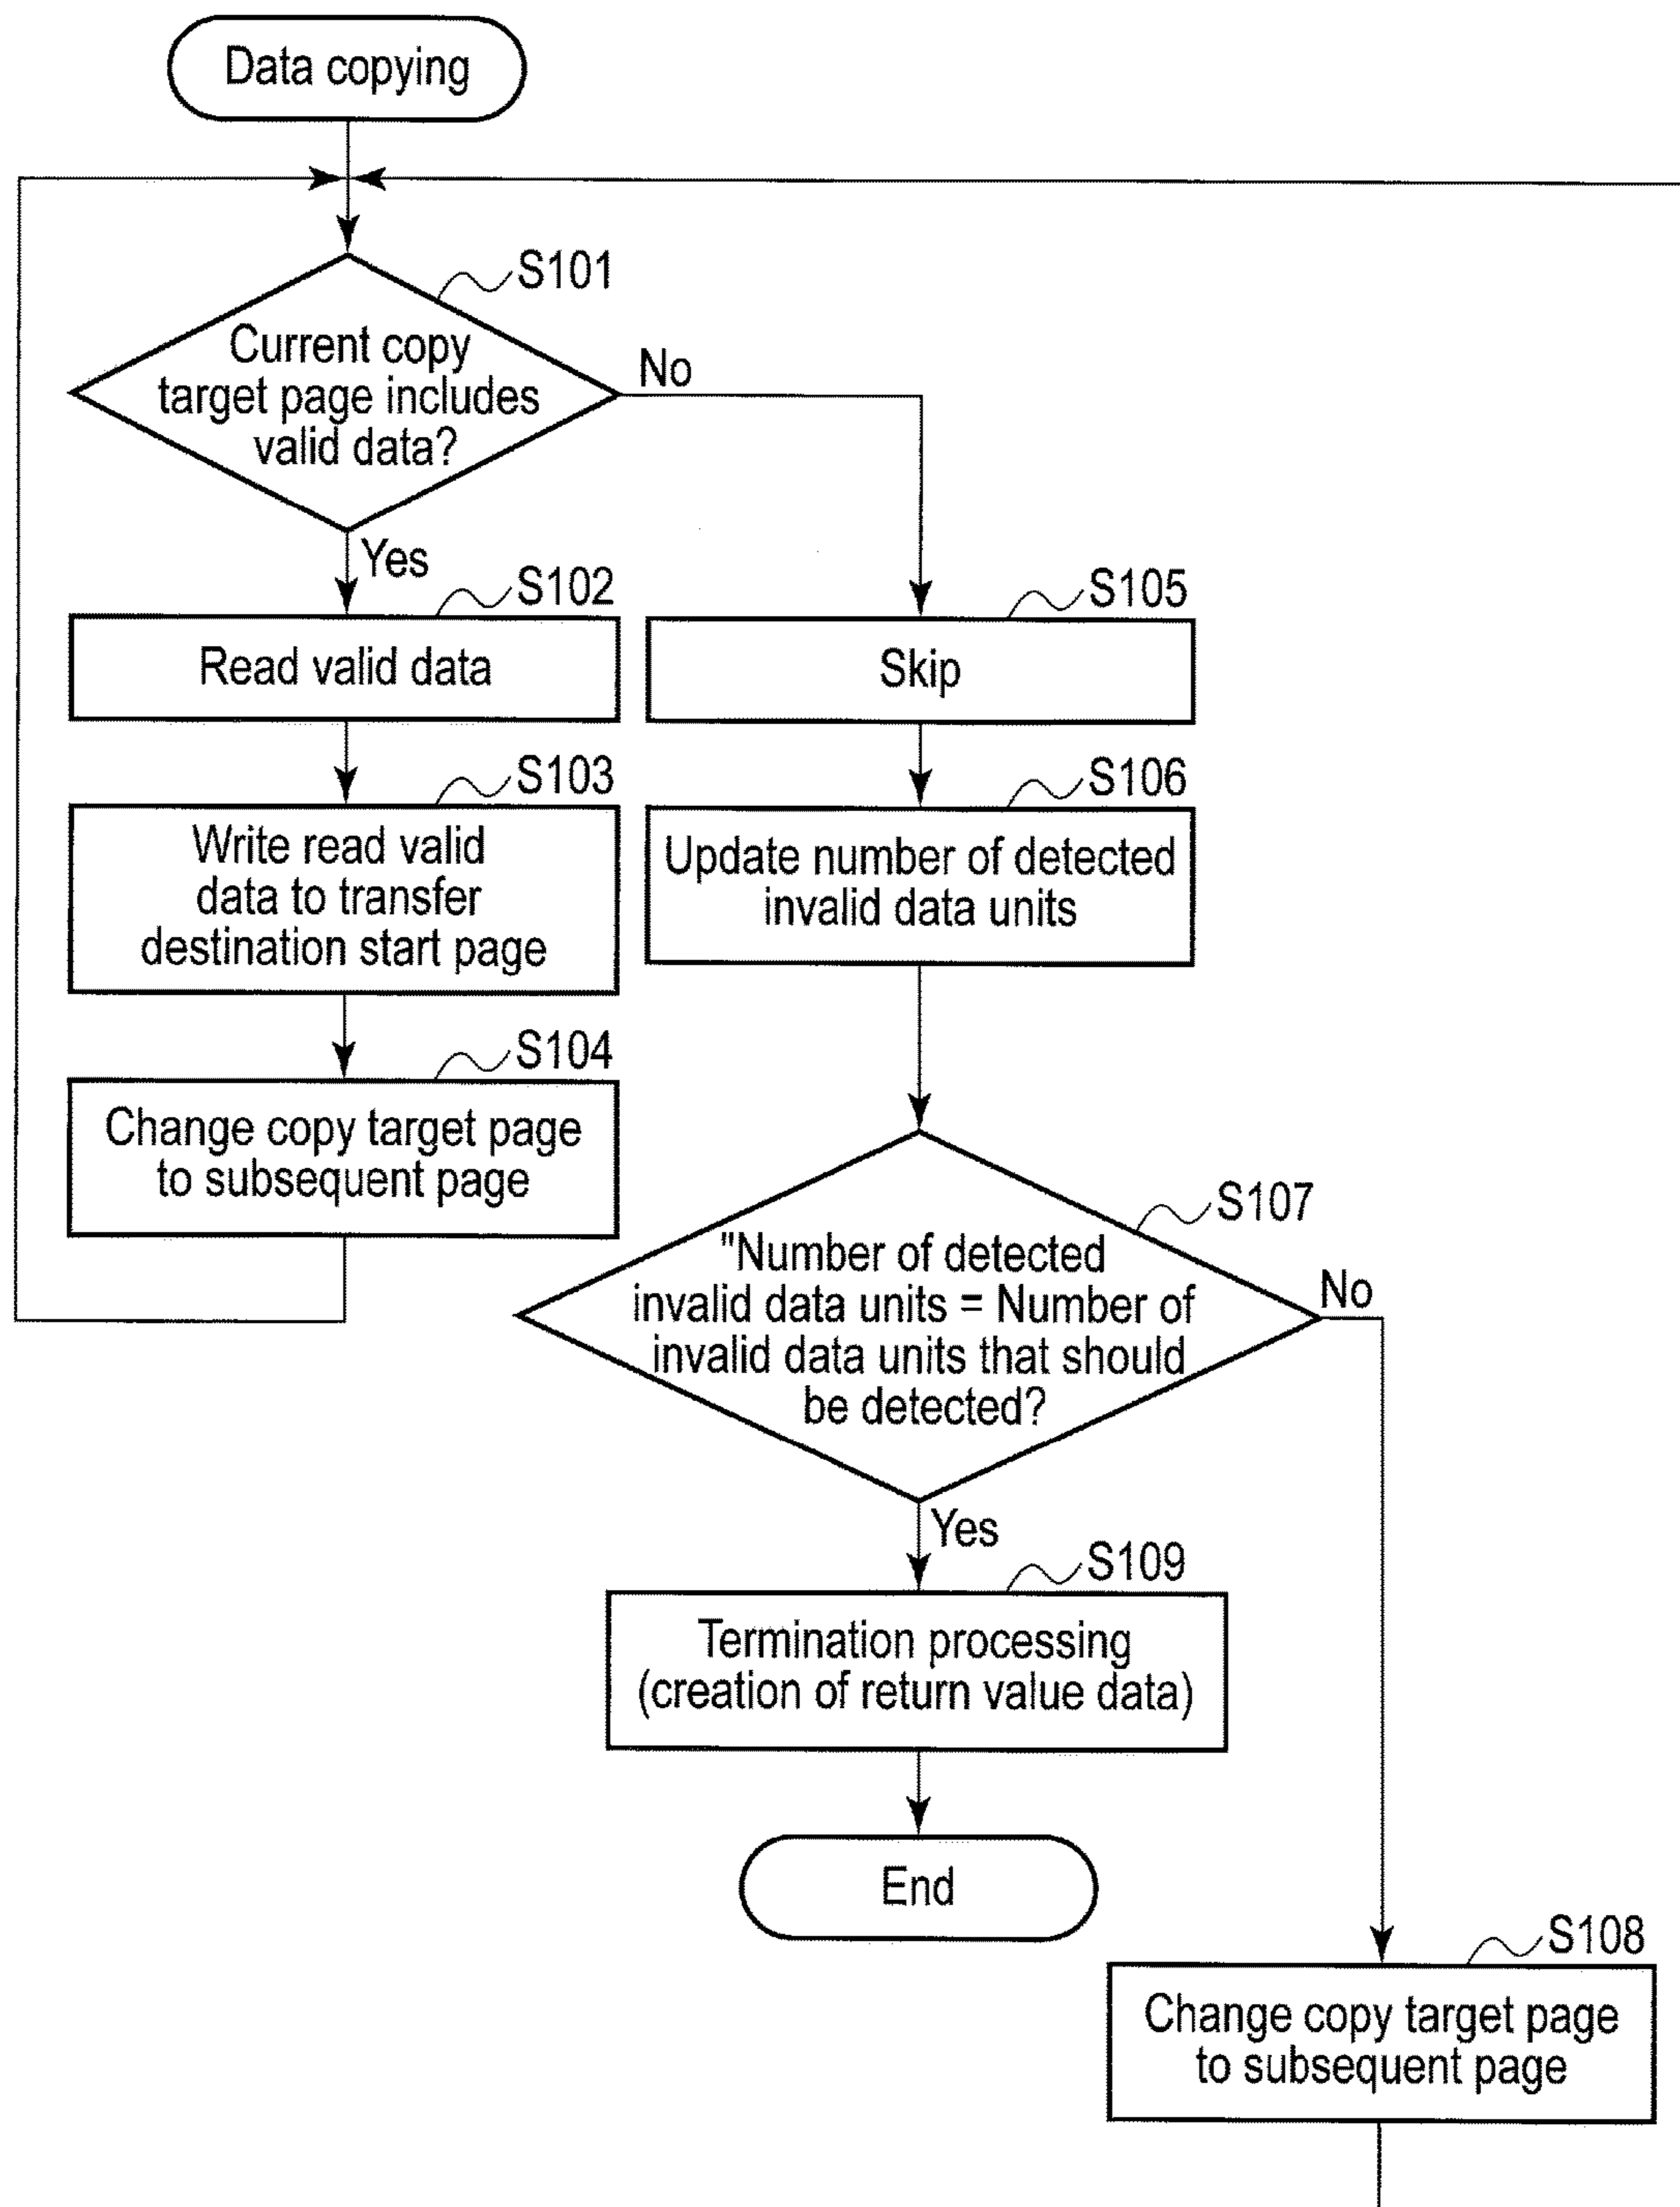 Data copying
S101
Current copy
target page includes
valid data?
No
Yes
S102
Read valid data
S105
Skip
S103
Write read valid
data to transfer
destination start page
S106
Update number of detected
invalid data units
S104
Change copy target page
to subsequent page
S107
"Number of detected
invalid data units = Number of
invalid data units that should
be detected?
No
Yes
S109
Termination processing
(creation of return value data)
End
S108
Change copy target page
to subsequent page